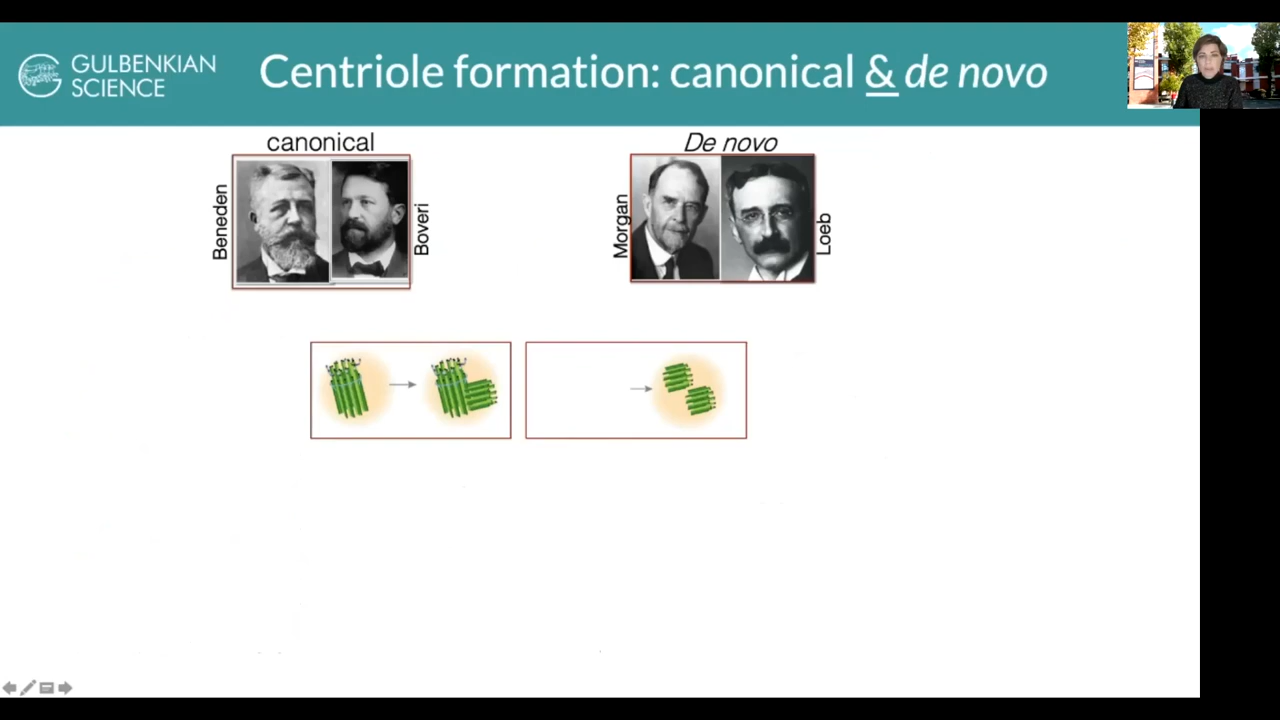 GULBENKIAN
SCIENCE
Centriole formation: canonical & de novo
canonical
De novo
Beneden
Boveri
Morgan
Loeb